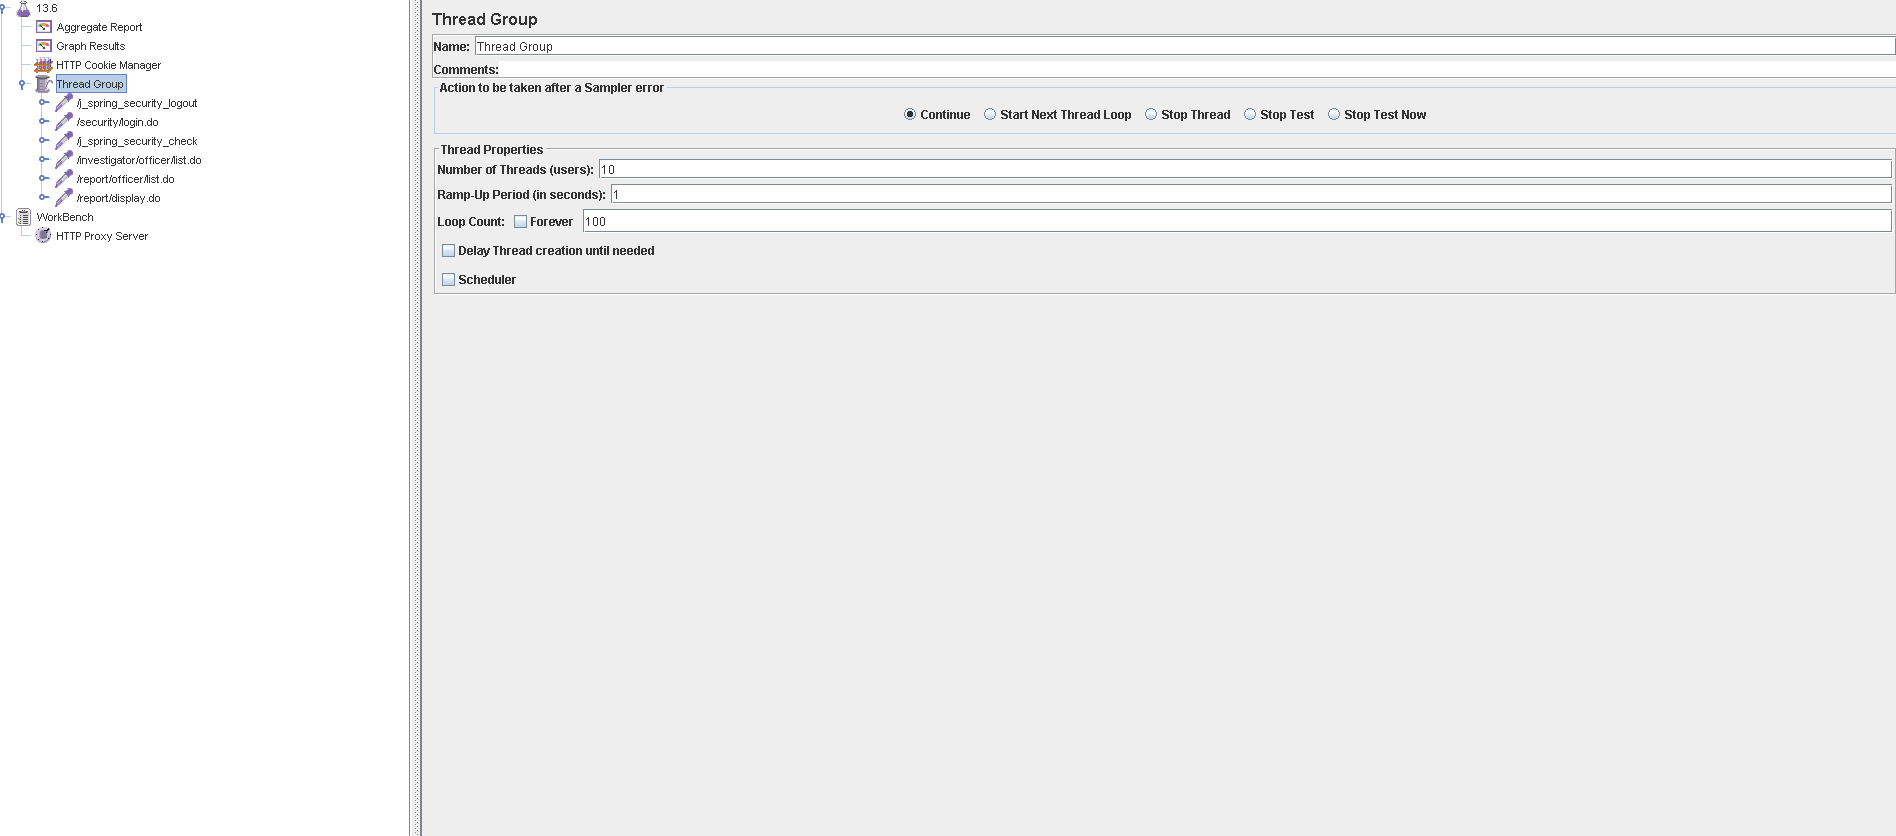 13.6
Aggregate Report
Graph Results
HTTP Cookie Manager
Thread Group
/j_spring_security_logout
/security/login.do
/j_spring_security_check
/investigator/officer/list.do
/report/officer/list.do
/report/display.do
WorkBench
HTTP Proxy Server
Thread Group
Name: Thread Group
Comments:
Action to be taken after a Sampler error
Continue Start Next Thread Loop Stop Thread Stop Test Stop Test Now
Thread Properties
Number of Threads (users): 10
Ramp-Up Period (in seconds): 1
Loop Count: Forever 100
Delay Thread creation until needed
Scheduler